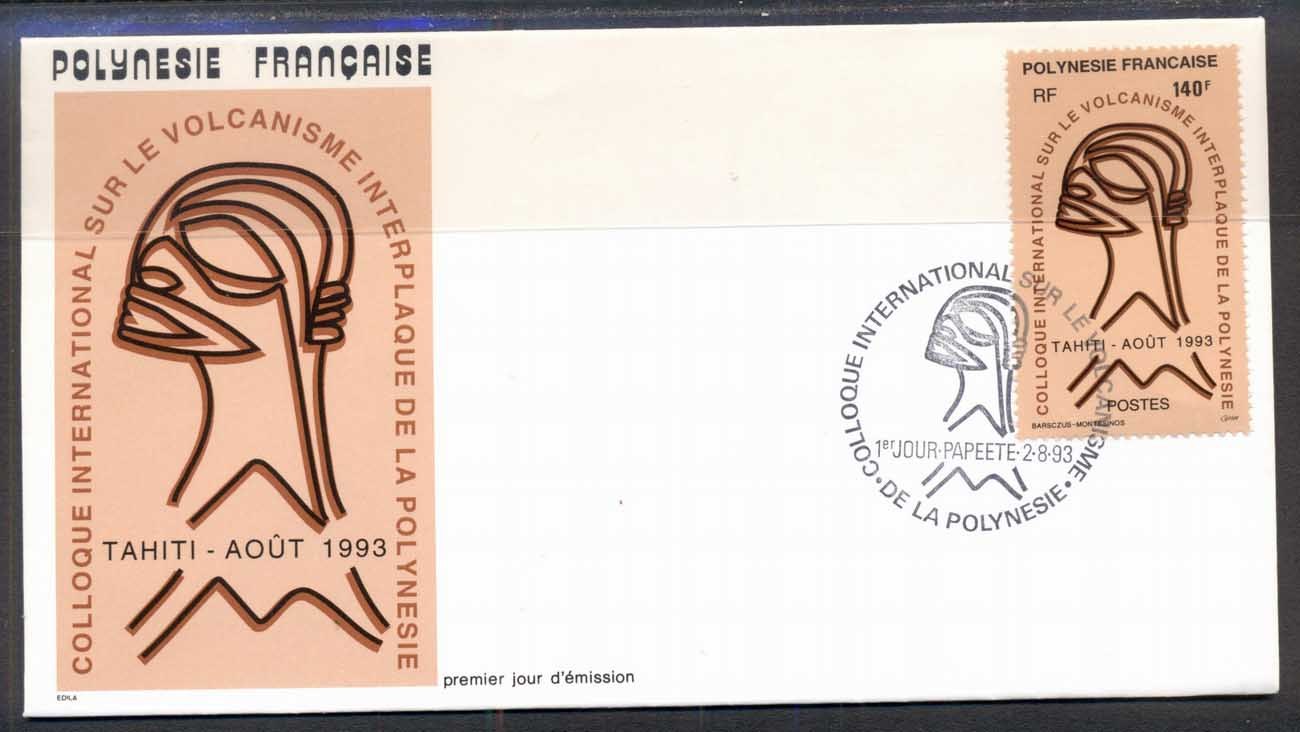 POLYNESIE FRANÇAISE
COLLOQUE INTERNATIONAL SUR LE VOLCANISME INTERPLAQUE DE LA POLYNESIE
TAHITI - AOÛT 1993
EDILA
premier jour d'émission
POLYNESIE FRANCAISE
RF 140F
COLLOQUE INTERNATIONAL SUR LE VOLCANISME INTERPLAQUE DE LA POLYNESIE
TAHITI - AOÛT 1993
POSTES
BARSCZUS-MONTESINOS
COLLOQUE INTERNATIONAL SUR LE VOLCANISME
1er JOUR·PAPEETE·2·8·93
•DE LA POLYNESIE•